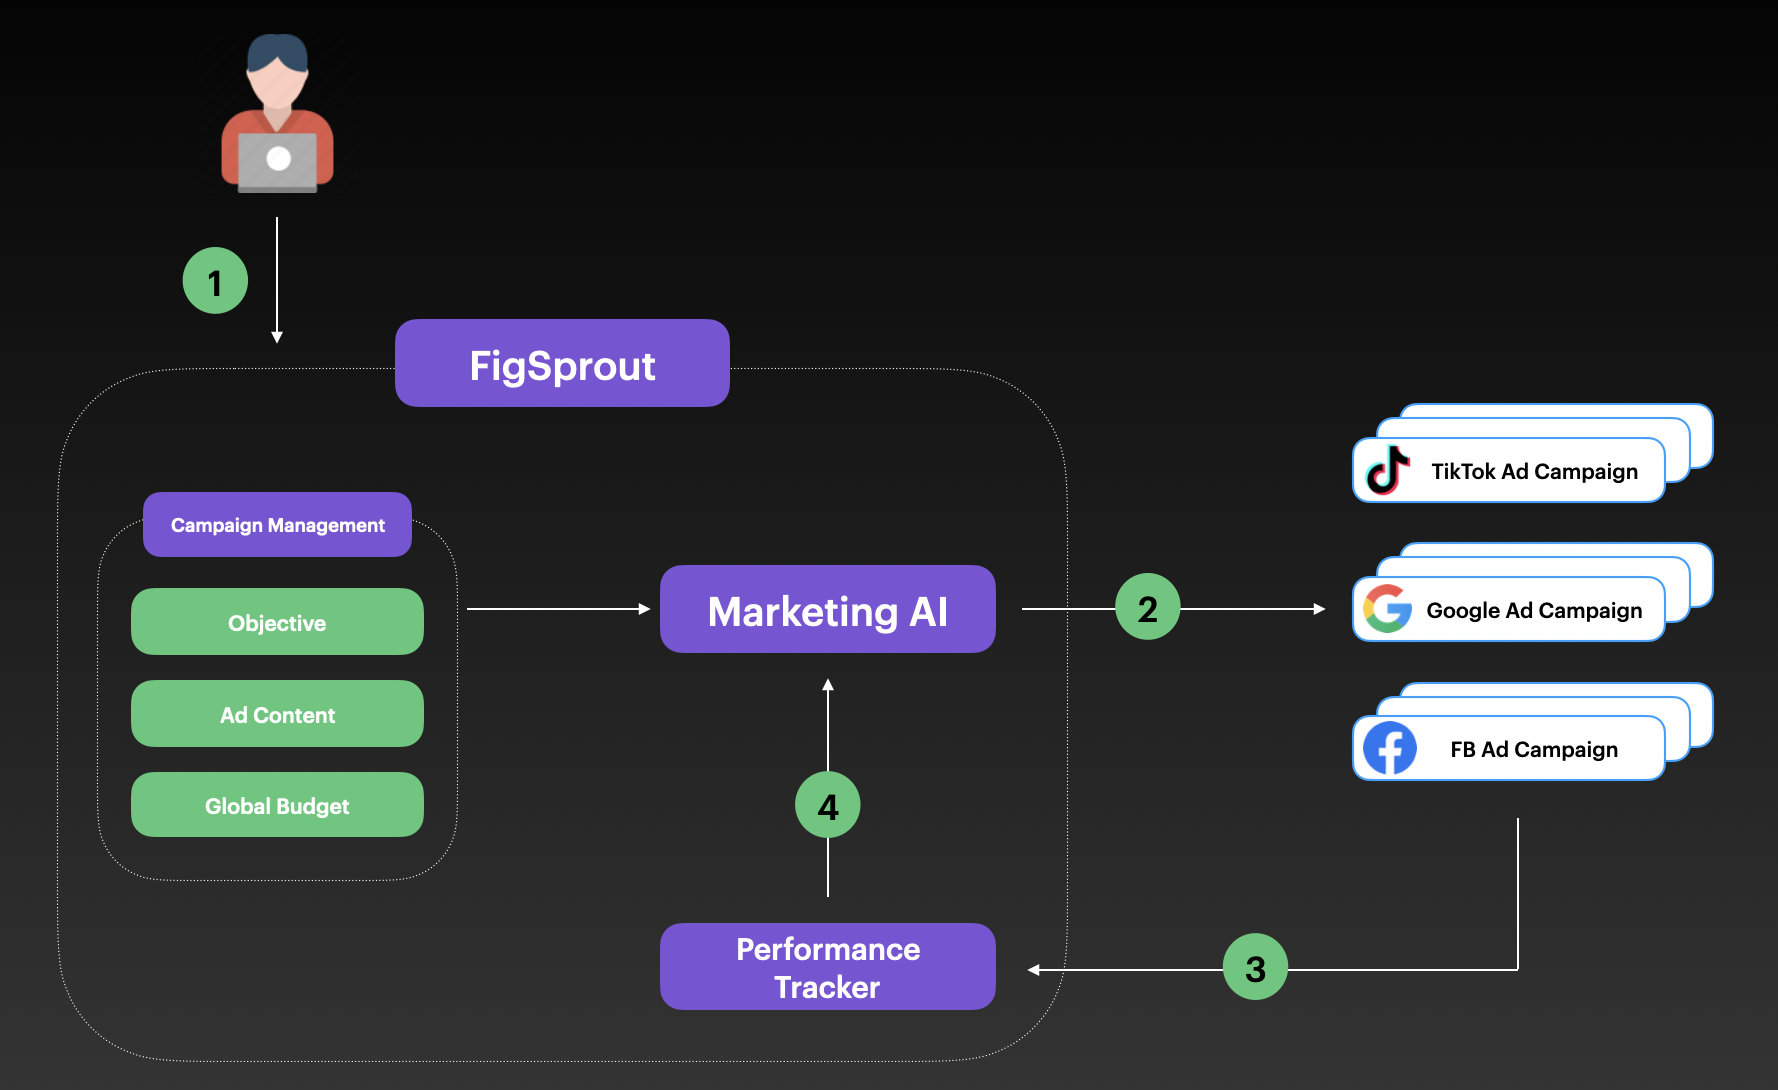 1
FigSprout
Campaign Management
Objective
Ad Content
Global Budget
Marketing AI
2
TikTok Ad Campaign
Google Ad Campaign
FB Ad Campaign
4
3
Performance
Tracker